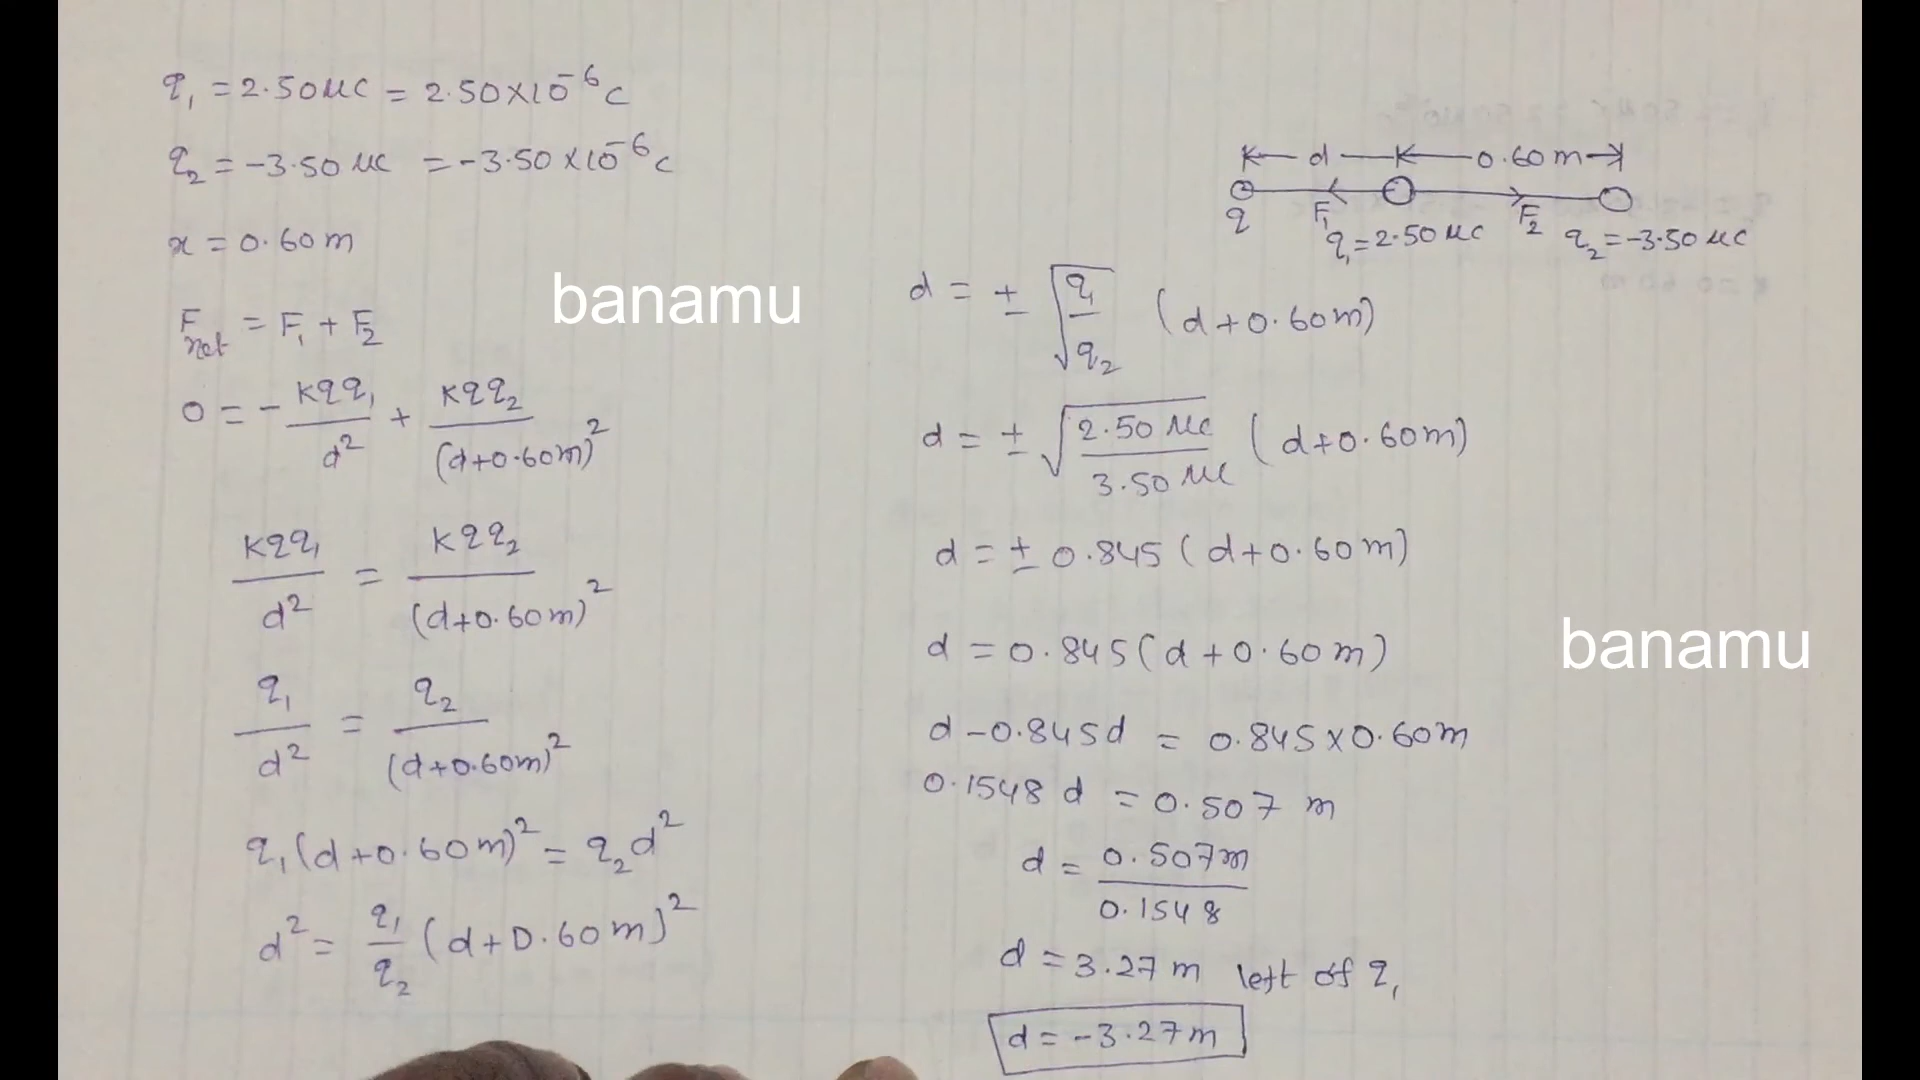 q₁ = 2.50 μC = 2.50×10⁻⁶ C
q₂ = -3.50 μC = -3.50×10⁻⁶ C
x = 0.60 m
F_net = F₁ + F₂
0 = - Kqq₁/d² + Kqq₂/(d+0.60m)²
Kqq₁/d² = Kqq₂/(d+0.60m)²
q₁/d² = q₂/(d+0.60m)²
q₁(d+0.60m)² = q₂d²
d² = q₁/q₂ (d+0.60m)²
banamu
d 0.60 m
F₁ F₂
q q₁=2.50 μC q₂=-3.50 μC
d = ± √(q₁/q₂) (d+0.60m)
d = ± √(2.50 μC/3.50 μC) (d+0.60m)
d = ± 0.845 (d+0.60m)
d = 0.845(d+0.60m)
banamu
d-0.845d = 0.845×0.60m
0.1548 d = 0.507 m
d = 0.507m/0.1548
d = 3.27 m left of q₁
d = -3.27m